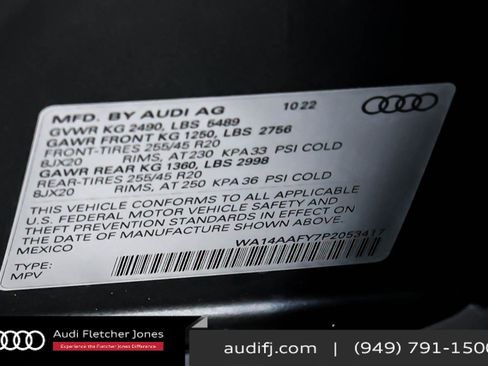 MFD. BY AUDI AG 10 22
GVWR KG 2490, LBS 5489
GAWR FRONT KG 1250, LBS 2756
FRONT-TIRES 255/45 R20
8JX20 RIMS, AT 230 KPA 33 PSI COLD
GAWR REAR KG 1360, LBS 2998
REAR-TIRES 255/45 R20
8JX20 RIMS, AT 250 KPA 36 PSI COLD
THIS VEHICLE CONFORMS TO ALL APPLICABLE
U.S. FEDERAL MOTOR VEHICLE SAFETY AND
THEFT PREVENTION STANDARDS IN EFFECT ON
THE DATE OF MANUFACTURE SHOWN ABOVE.
MEXICO WA14AAFY7P2053417
TYPE:
MPV
Audi Fletcher Jones
Experience the Fletcher Jones Difference.
audifj.com | (949) 791-1500